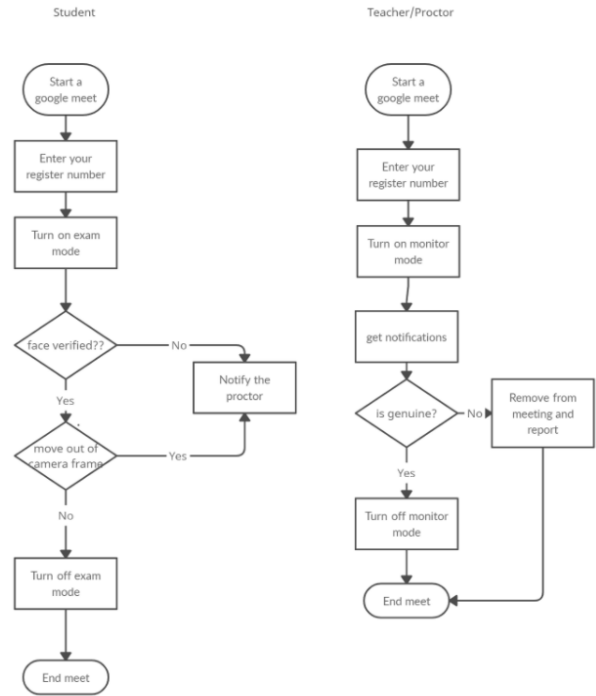 Student
Start a
google meet
Enter your
register number
Turn on exam
mode
face verified??
No
Notify the
proctor
Yes
move out of
camera frame
Yes
No
Turn off exam
mode
End meet
Teacher/Proctor
Start a
google meet
Enter your
register number
Turn on monitor
mode
get notifications
is genuine?
No
Remove from
meeting and
report
Yes
Turn off monitor
mode
End meet